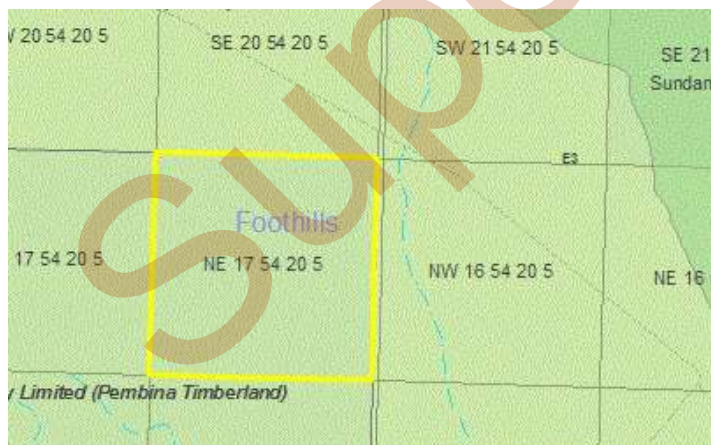 V 20 54 20 5
SE 20 54 20 5
SW 21 54 20 5
SE 21
Sundan
E3
Foothills
17 54 20 5
NE 17 54 20 5
NW 16 54 20 5
NE 16
y Limited (Pembina Timberland)
Supe